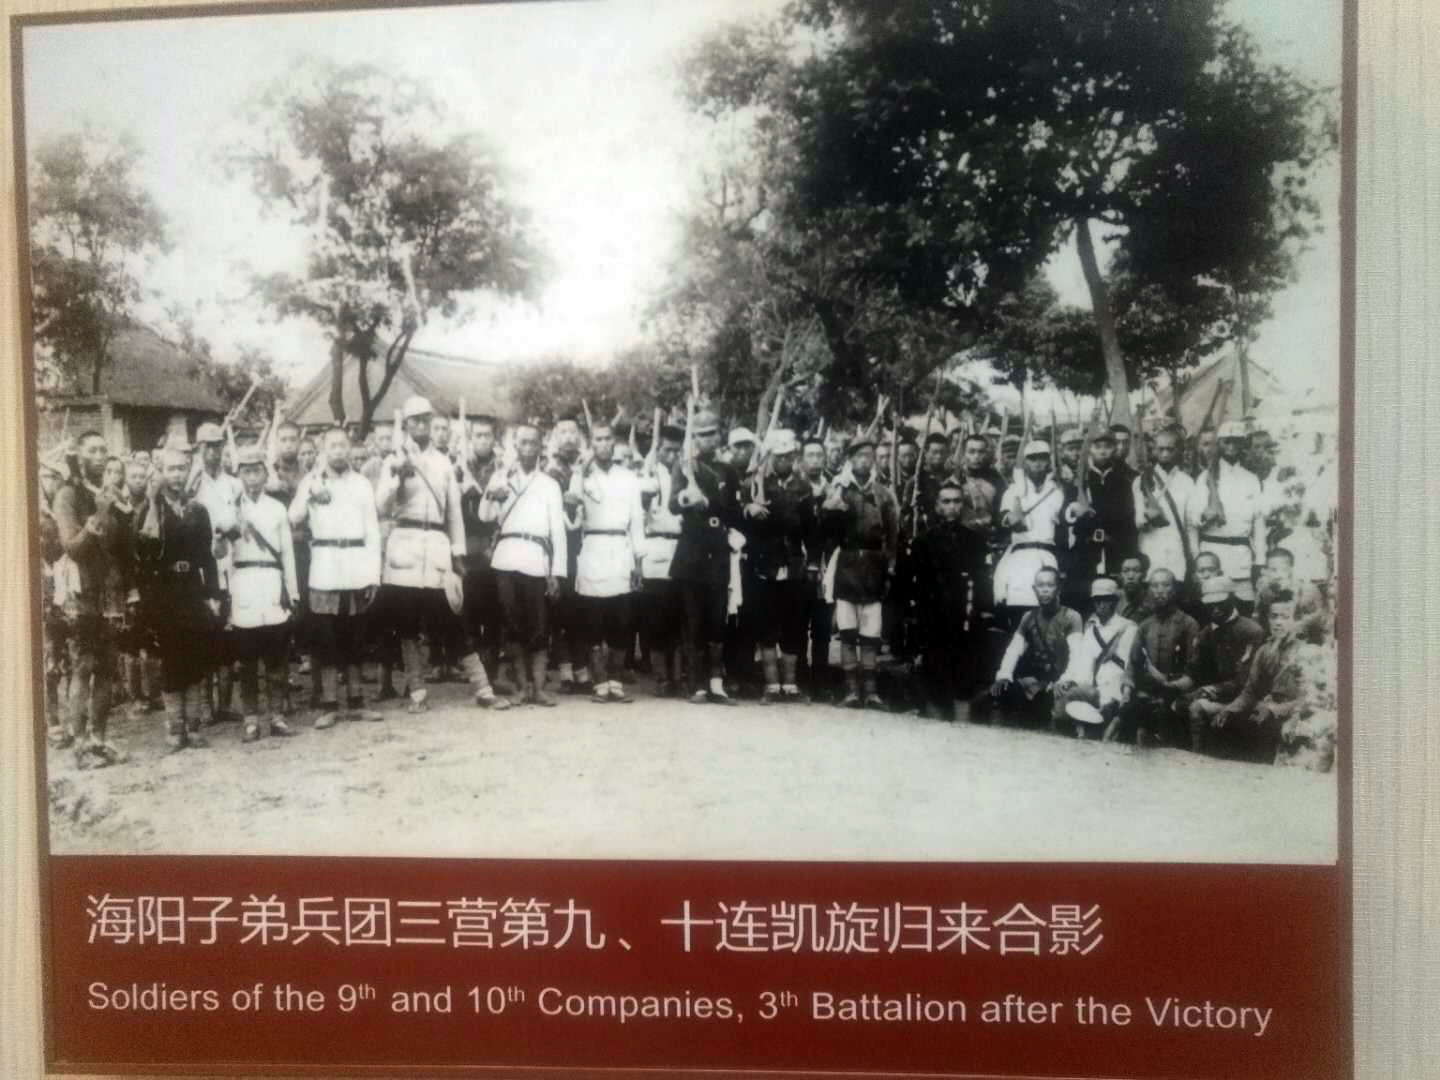 海阳子弟兵团三营第九、十连凯旋归来合影
Soldiers of the 9th and 10th Companies, 3th Battalion after the Victory